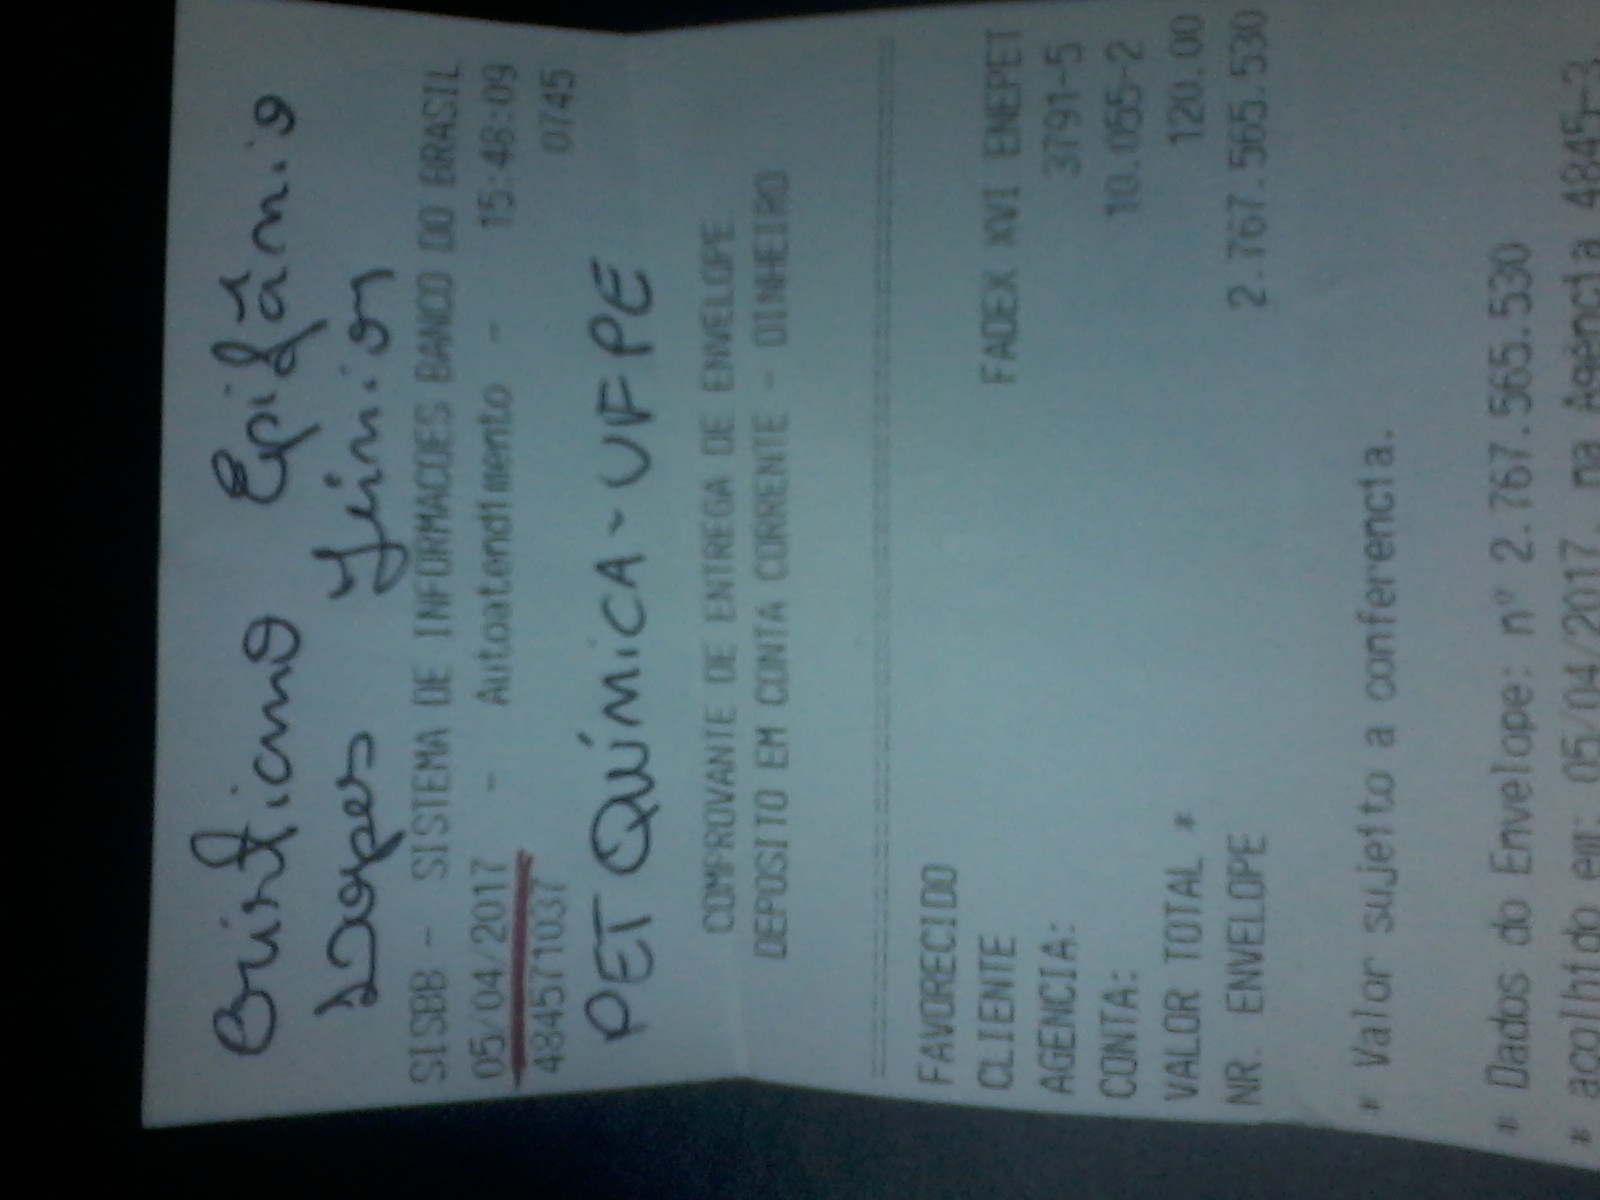 Cristiano Epifânio
Lopes Júnior
SISBB - SISTEMA DE INFORMACOES BANCO DO BRASIL
05/04/2017 - Autoatendimento - 15:48:09
484571037 0745
PET QUÍMICA - UFPE
COMPROVANTE DE ENTREGA DE ENVELOPE
DEPOSITO EM CONTA CORRENTE - DINHEIRO
FAVORECIDO
CLIENTE FADEX XVI ENEPET
AGENCIA: 3791-5
CONTA: 10.055-2
VALOR TOTAL * 120.00
NR. ENVELOPE 2.767.565.530
* Valor sujeito a conferencia.
* Dados do Envelope: nº 2.767.565.530
* acolhido em: 05/04/2017, na Agência 4845-3